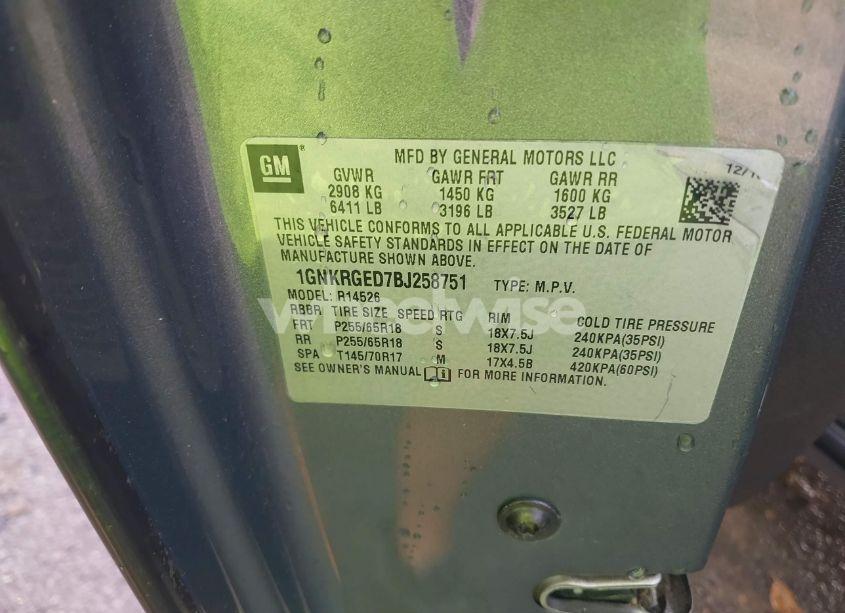 GM
MFD BY GENERAL MOTORS LLC
GVWR GAWR FRT GAWR RR 12/10
2908 KG 1450 KG 1600 KG
6411 LB 3196 LB 3527 LB
THIS VEHICLE CONFORMS TO ALL APPLICABLE U.S. FEDERAL MOTOR
VEHICLE SAFETY STANDARDS IN EFFECT ON THE DATE OF
MANUFACTURE SHOWN ABOVE.
1GNKRGED7BJ258751 TYPE: M.P.V.
MODEL: R14526
wheelwise
RBBR TIRE SIZE SPEED RTG RIM COLD TIRE PRESSURE
FRT P255/65R18 S 18X7.5J 240KPA(35PSI)
RR P255/65R18 S 18X7.5J 240KPA(35PSI)
SPA T145/70R17 M 17X4.5B 420KPA(60PSI)
SEE OWNER'S MANUAL FOR MORE INFORMATION.